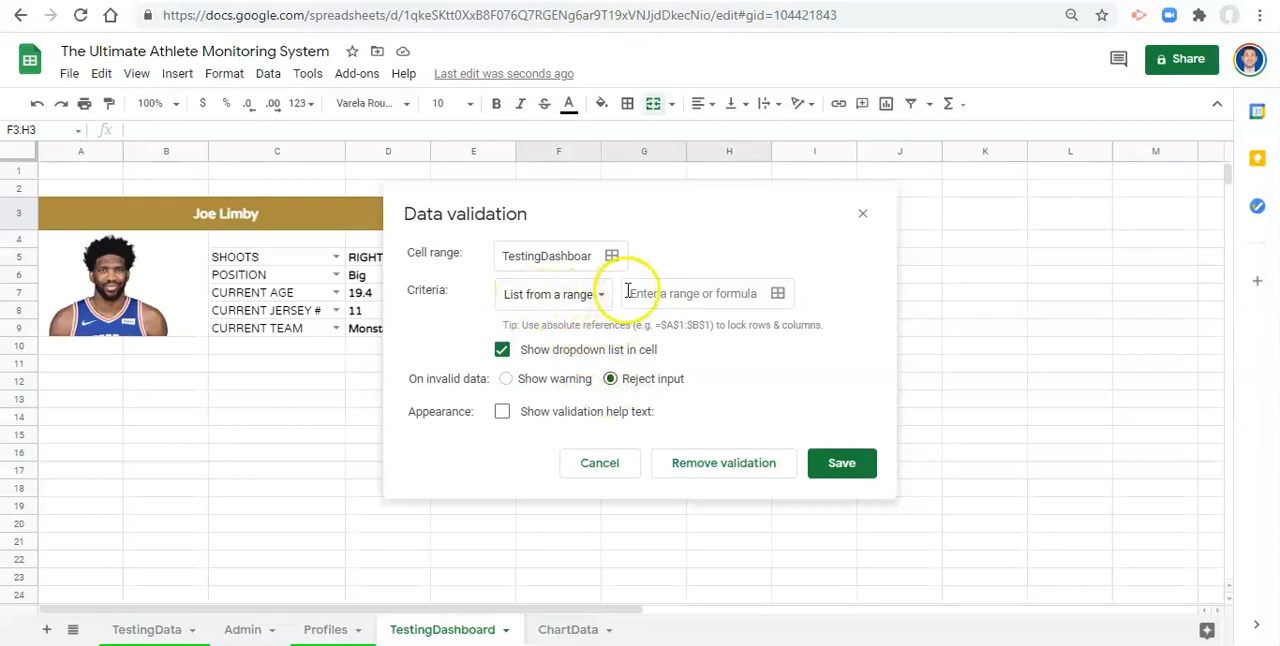 https://docs.google.com/spreadsheets/d/1qkeSKtt0XxB8F076Q7RGENg6ar9T19xVNJjdDkecNio/edit#gid=104421843
The Ultimate Athlete Monitoring System
File Edit View Insert Format Data Tools Add-ons Help Last edit was seconds ago
Share
100% $ % .0 .00 123 Varela Rou... 10 B I S A
F3:H3 fx
A B C D E F G H I J K L M
1
2
3 Joe Limby
4
5 SHOOTS RIGHT
6 POSITION Big
7 CURRENT AGE 19.4
8 CURRENT JERSEY # 11
9 CURRENT TEAM Monst
10
11
12
13
14
15
16
17
18
19
20
21
22
23
24
Data validation
Cell range: TestingDashboar
Criteria: List from a range Enter a range or formula
Tip: Use absolute references (e.g. =$A$1:$B$1) to lock rows & columns.
Show dropdown list in cell
On invalid data: Show warning Reject input
Appearance: Show validation help text:
Cancel Remove validation Save
TestingData Admin Profiles TestingDashboard ChartData